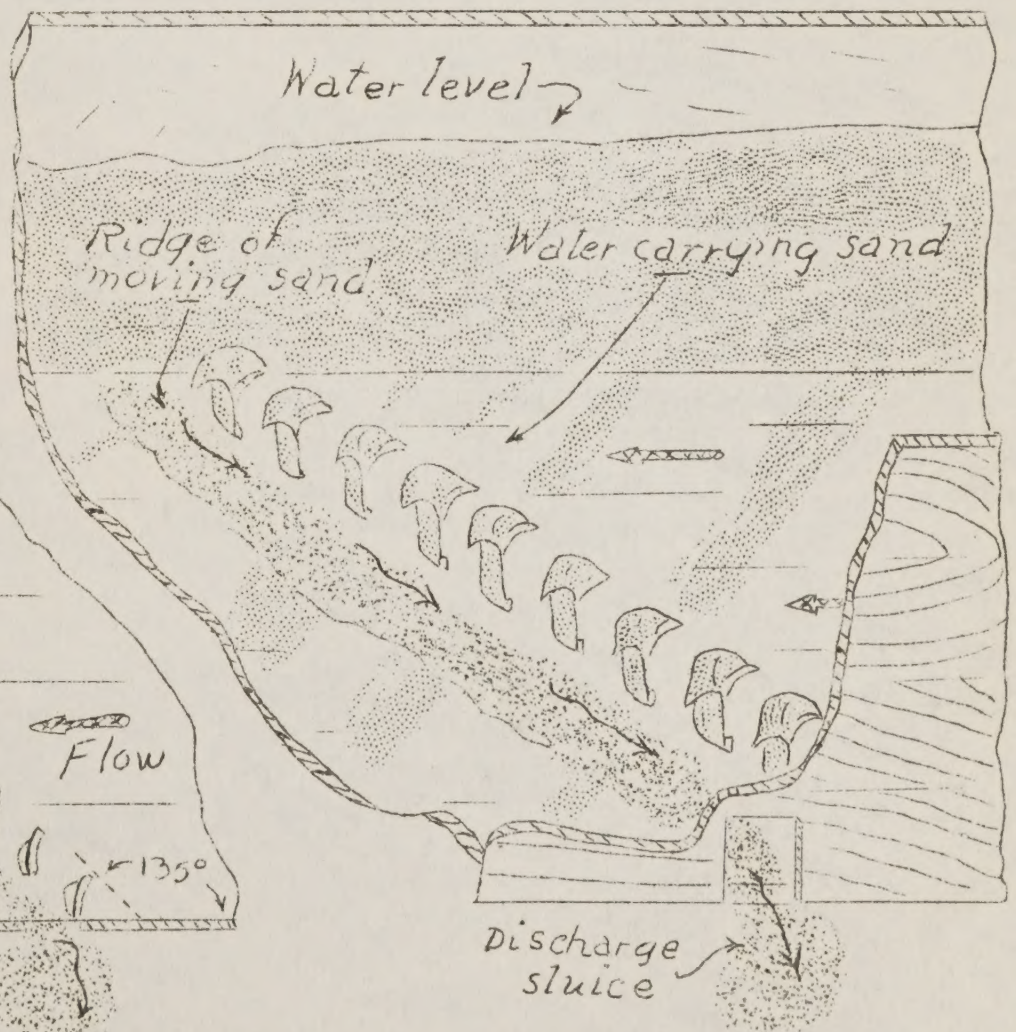 Water level
Ridge of
moving sand
Water carrying sand
Flow
135°
Discharge
sluice